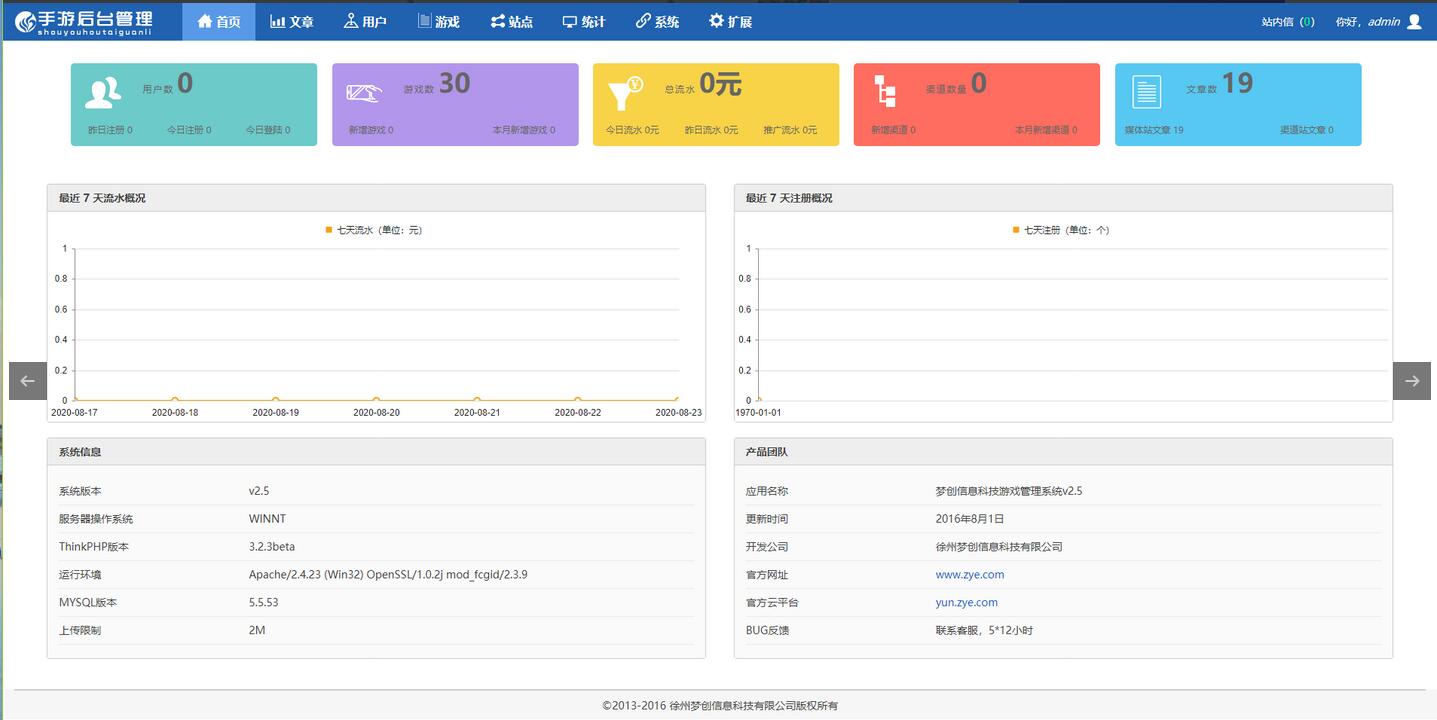 手游后台管理 首页 文章 用户 游戏 站点 统计 系统 扩展 站内信 (0) 你好，admin
shouyouhoutaiguanli
用户数 0
昨日注册 0 今日注册 0 今日登陆 0
游戏数 30
新增游戏 0 本月新增游戏 0
总流水 0元
今日流水 0元 昨日流水 0元 推广流水 0元
渠道数量 0
新增渠道 0 本月新增渠道 0
文章数 19
媒体站文章 19 渠道站文章 0
最近 7 天流水概况
七天流水（单位：元）
1
0.8
0.6
0.4
0.2
0
2020-08-17 2020-08-18 2020-08-19 2020-08-20 2020-08-21 2020-08-22 2020-08-23
最近 7 天注册概况
七天注册（单位：个）
1
0.8
0.6
0.4
0.2
0
1970-01-01
系统信息
系统版本 v2.5
服务器操作系统 WINNT
ThinkPHP版本 3.2.3beta
运行环境 Apache/2.4.23 (Win32) OpenSSL/1.0.2j mod_fcgid/2.3.9
MYSQL版本 5.5.53
上传限制 2M
产品团队
应用名称 梦创信息科技游戏管理系统v2.5
更新时间 2016年8月1日
开发公司 徐州梦创信息科技有限公司
官方网址 www.zye.com
官方云平台 yun.zye.com
BUG反馈 联系客服，5*12小时
©2013-2016 徐州梦创信息科技有限公司版权所有